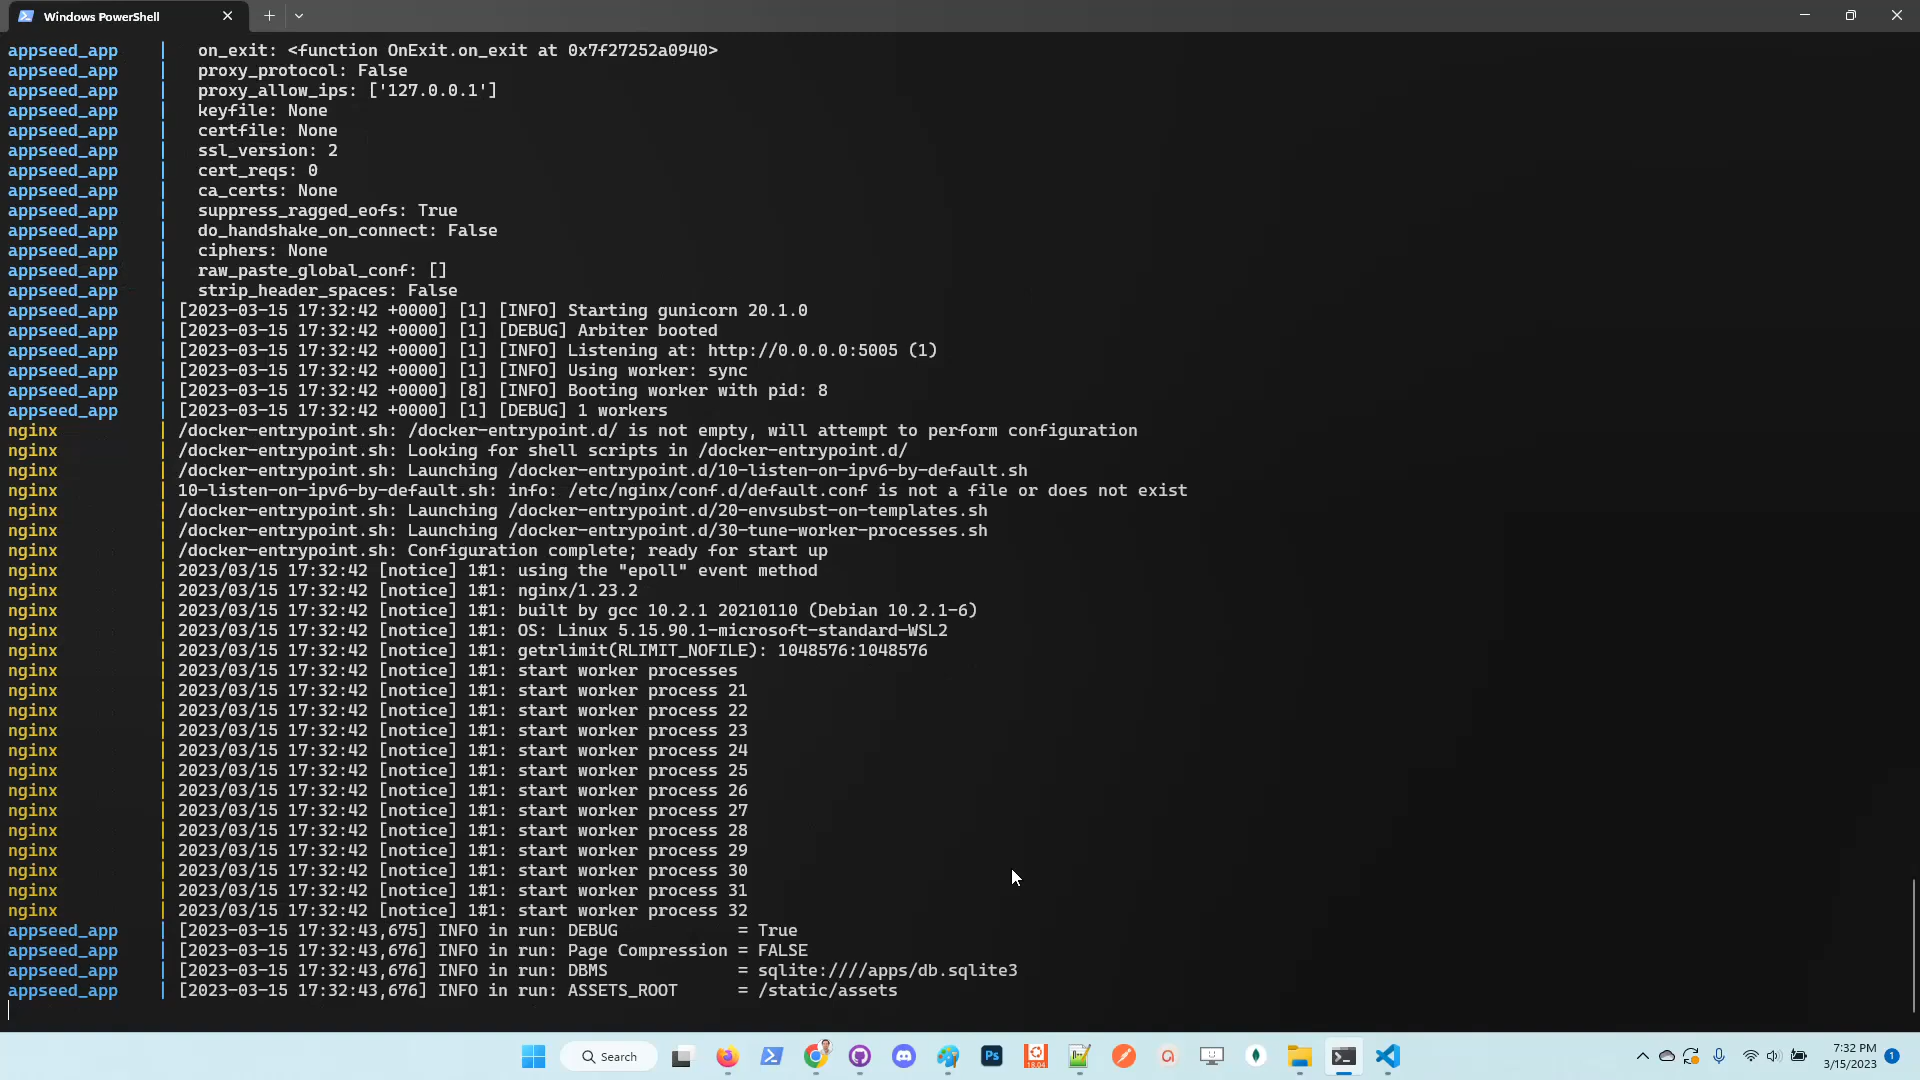 Windows PowerShell
appseed_app | on_exit: <function OnExit.on_exit at 0x7f27252a0940>
appseed_app | proxy_protocol: False
appseed_app | proxy_allow_ips: ['127.0.0.1']
appseed_app | keyfile: None
appseed_app | certfile: None
appseed_app | ssl_version: 2
appseed_app | cert_reqs: 0
appseed_app | ca_certs: None
appseed_app | suppress_ragged_eofs: True
appseed_app | do_handshake_on_connect: False
appseed_app | ciphers: None
appseed_app | raw_paste_global_conf: []
appseed_app | strip_header_spaces: False
appseed_app | [2023-03-15 17:32:42 +0000] [1] [INFO] Starting gunicorn 20.1.0
appseed_app | [2023-03-15 17:32:42 +0000] [1] [DEBUG] Arbiter booted
appseed_app | [2023-03-15 17:32:42 +0000] [1] [INFO] Listening at: http://0.0.0.0:5005 (1)
appseed_app | [2023-03-15 17:32:42 +0000] [1] [INFO] Using worker: sync
appseed_app | [2023-03-15 17:32:42 +0000] [8] [INFO] Booting worker with pid: 8
appseed_app | [2023-03-15 17:32:42 +0000] [1] [DEBUG] 1 workers
nginx | /docker-entrypoint.sh: /docker-entrypoint.d/ is not empty, will attempt to perform configuration
nginx | /docker-entrypoint.sh: Looking for shell scripts in /docker-entrypoint.d/
nginx | /docker-entrypoint.sh: Launching /docker-entrypoint.d/10-listen-on-ipv6-by-default.sh
nginx | 10-listen-on-ipv6-by-default.sh: info: /etc/nginx/conf.d/default.conf is not a file or does not exist
nginx | /docker-entrypoint.sh: Launching /docker-entrypoint.d/20-envsubst-on-templates.sh
nginx | /docker-entrypoint.sh: Launching /docker-entrypoint.d/30-tune-worker-processes.sh
nginx | /docker-entrypoint.sh: Configuration complete; ready for start up
nginx | 2023/03/15 17:32:42 [notice] 1#1: using the "epoll" event method
nginx | 2023/03/15 17:32:42 [notice] 1#1: nginx/1.23.2
nginx | 2023/03/15 17:32:42 [notice] 1#1: built by gcc 10.2.1 20210110 (Debian 10.2.1-6)
nginx | 2023/03/15 17:32:42 [notice] 1#1: OS: Linux 5.15.90.1-microsoft-standard-WSL2
nginx | 2023/03/15 17:32:42 [notice] 1#1: getrlimit(RLIMIT_NOFILE): 1048576:1048576
nginx | 2023/03/15 17:32:42 [notice] 1#1: start worker processes
nginx | 2023/03/15 17:32:42 [notice] 1#1: start worker process 21
nginx | 2023/03/15 17:32:42 [notice] 1#1: start worker process 22
nginx | 2023/03/15 17:32:42 [notice] 1#1: start worker process 23
nginx | 2023/03/15 17:32:42 [notice] 1#1: start worker process 24
nginx | 2023/03/15 17:32:42 [notice] 1#1: start worker process 25
nginx | 2023/03/15 17:32:42 [notice] 1#1: start worker process 26
nginx | 2023/03/15 17:32:42 [notice] 1#1: start worker process 27
nginx | 2023/03/15 17:32:42 [notice] 1#1: start worker process 28
nginx | 2023/03/15 17:32:42 [notice] 1#1: start worker process 29
nginx | 2023/03/15 17:32:42 [notice] 1#1: start worker process 30
nginx | 2023/03/15 17:32:42 [notice] 1#1: start worker process 31
nginx | 2023/03/15 17:32:42 [notice] 1#1: start worker process 32
appseed_app | [2023-03-15 17:32:43,675] INFO in run: DEBUG = True
appseed_app | [2023-03-15 17:32:43,676] INFO in run: Page Compression = FALSE
appseed_app | [2023-03-15 17:32:43,676] INFO in run: DBMS = sqlite:////apps/db.sqlite3
appseed_app | [2023-03-15 17:32:43,676] INFO in run: ASSETS_ROOT = /static/assets
Search
Ps
18.04
7:32 PM
3/15/2023
1